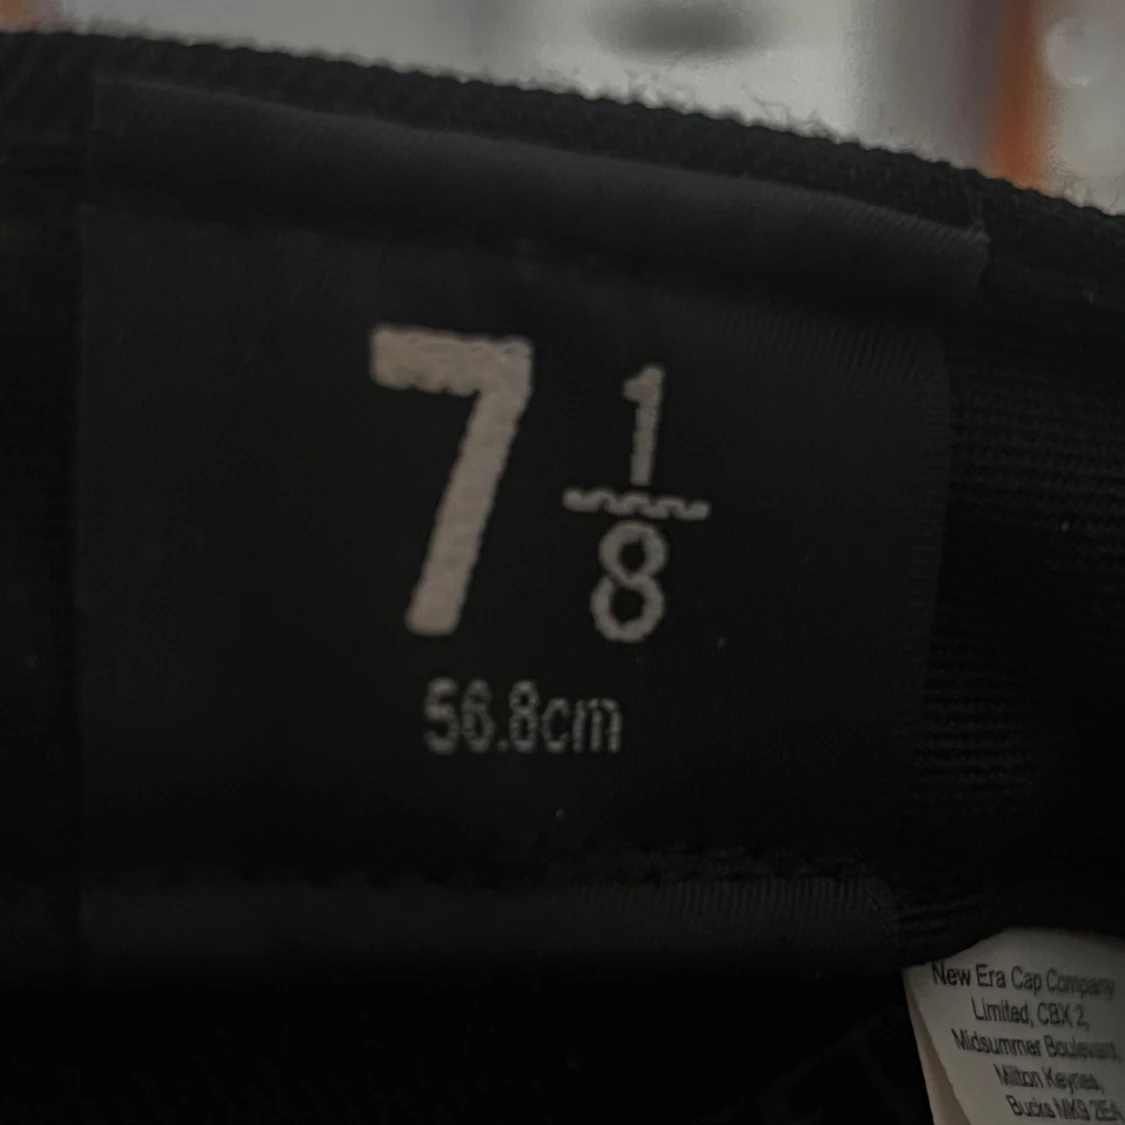 7 1/8
56.8cm
New Era Cap Company
Limited, CBX 2,
Midsummer Boulevard,
Milton Keynes,
Bucks MK9 2EA